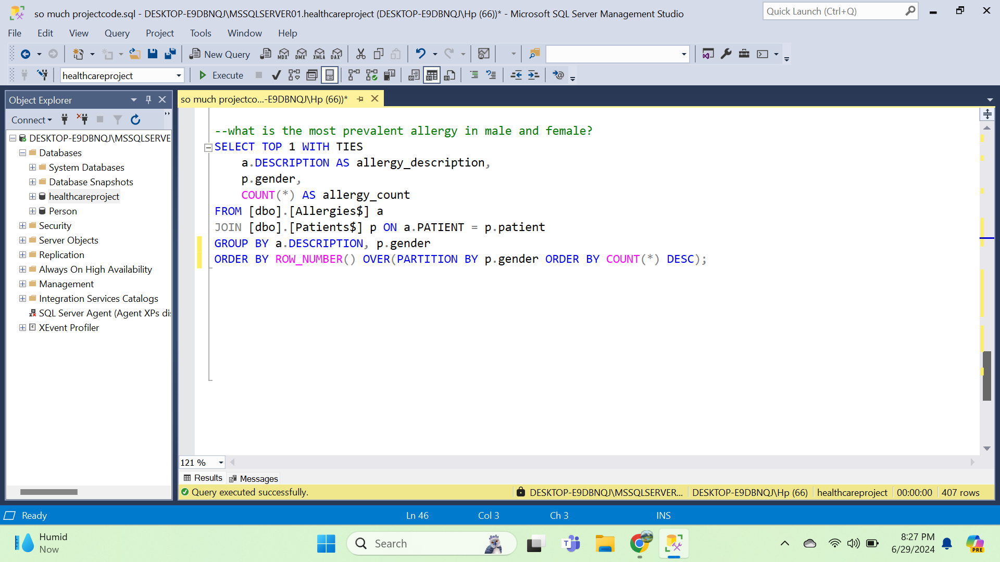 so much projectcode.sql - DESKTOP-E9DBNQJ\MSSQLSERVER01.healthcareproject (DESKTOP-E9DBNQJ\Hp (66))* - Microsoft SQL Server Management Studio
Quick Launch (Ctrl+Q)
File Edit View Query Project Tools Window Help
New Query MDX DMX XMLA DAX
healthcareproject Execute
Object Explorer
Connect
DESKTOP-E9DBNQJ\MSSQLSERVE
Databases
System Databases
Database Snapshots
healthcareproject
Person
Security
Server Objects
Replication
Always On High Availability
Management
Integration Services Catalogs
SQL Server Agent (Agent XPs di
XEvent Profiler
so much projectco...-E9DBNQJ\Hp (66))*
--what is the most prevalent allergy in male and female?
SELECT TOP 1 WITH TIES
a.DESCRIPTION AS allergy_description,
p.gender,
COUNT(*) AS allergy_count
FROM [dbo].[Allergies$] a
JOIN [dbo].[Patients$] p ON a.PATIENT = p.patient
GROUP BY a.DESCRIPTION, p.gender
ORDER BY ROW_NUMBER() OVER(PARTITION BY p.gender ORDER BY COUNT(*) DESC);
121 %
Results Messages
Query executed successfully. DESKTOP-E9DBNQJ\MSSQLSERVER... DESKTOP-E9DBNQJ\Hp (66) healthcareproject 00:00:00 407 rows
Ready Ln 46 Col 3 Ch 3 INS
Humid
Now
Search
T
8:27 PM
6/29/2024
PRE